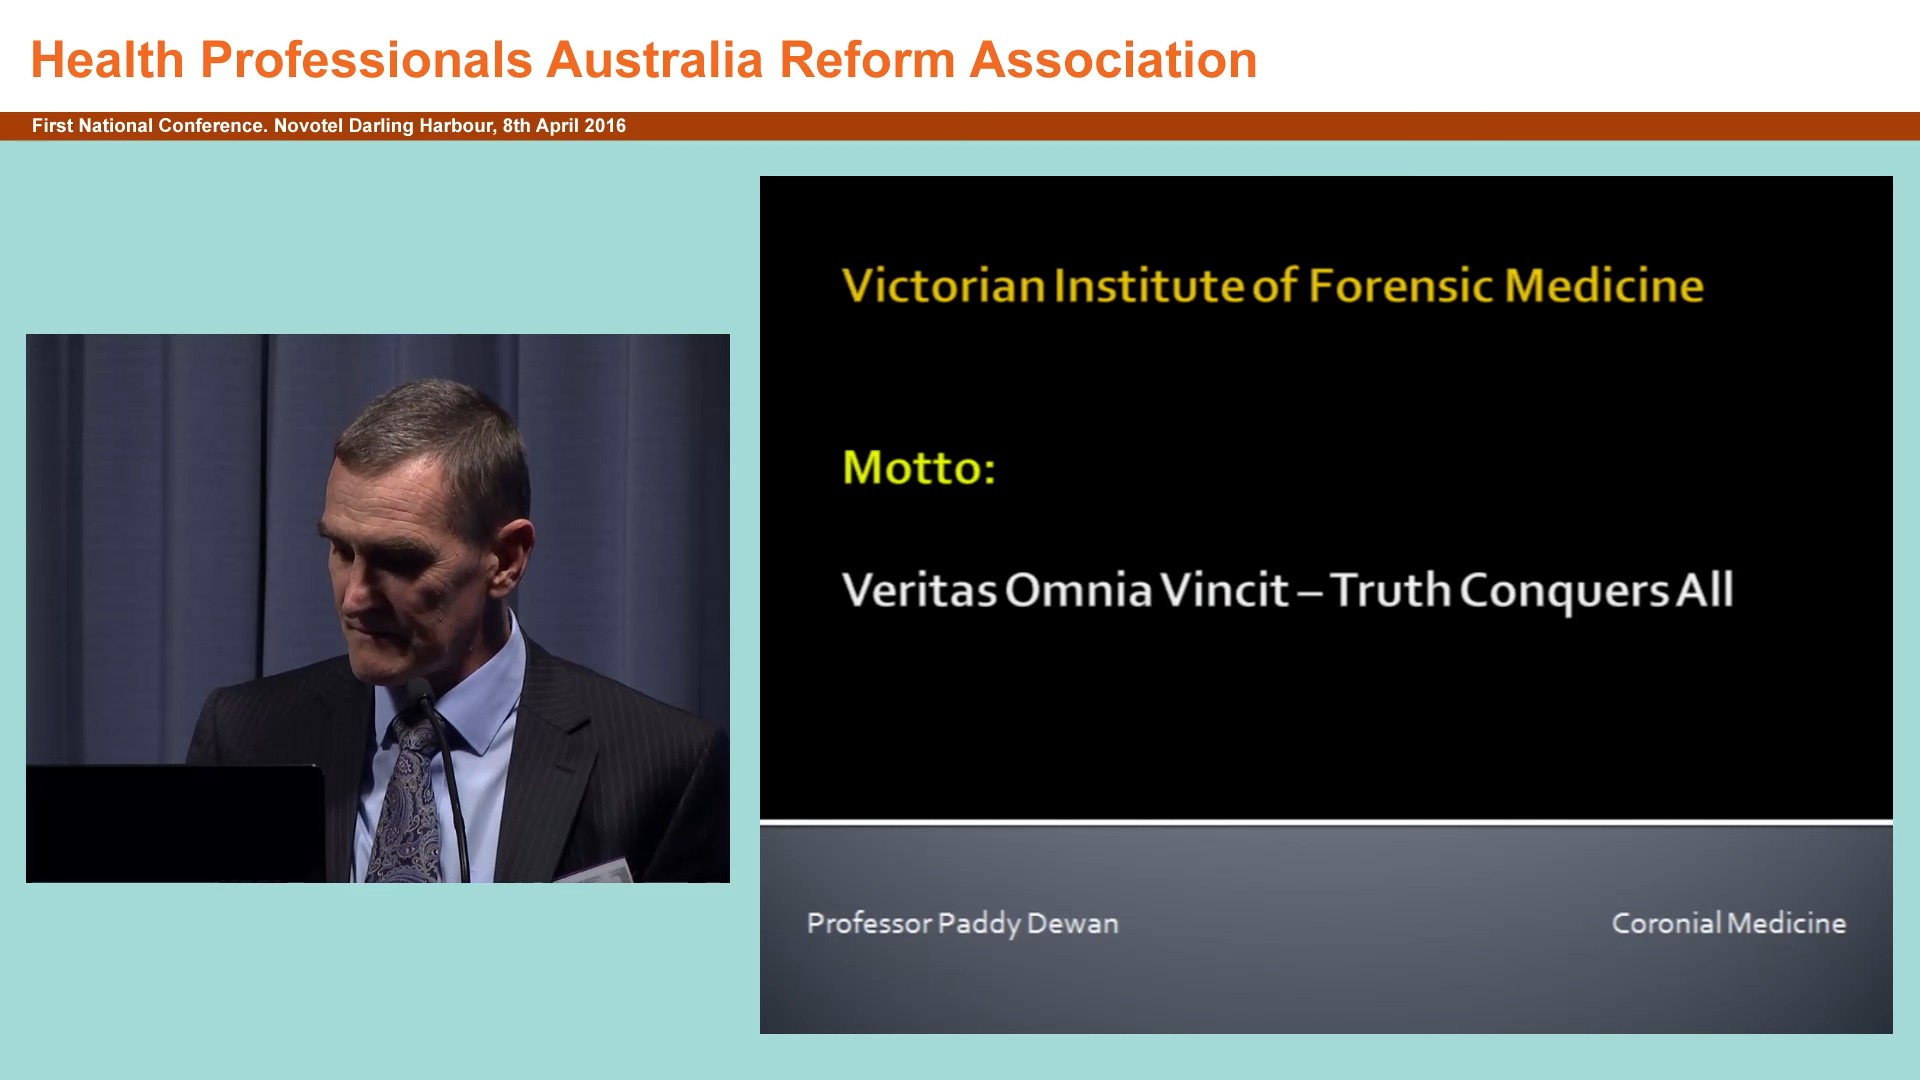 Health Professionals Australia Reform Association
First National Conference. Novotel Darling Harbour, 8th April 2016
Victorian Institute of Forensic Medicine
Motto:
Veritas Omnia Vincit – Truth Conquers All
Professor Paddy Dewan
Coronial Medicine